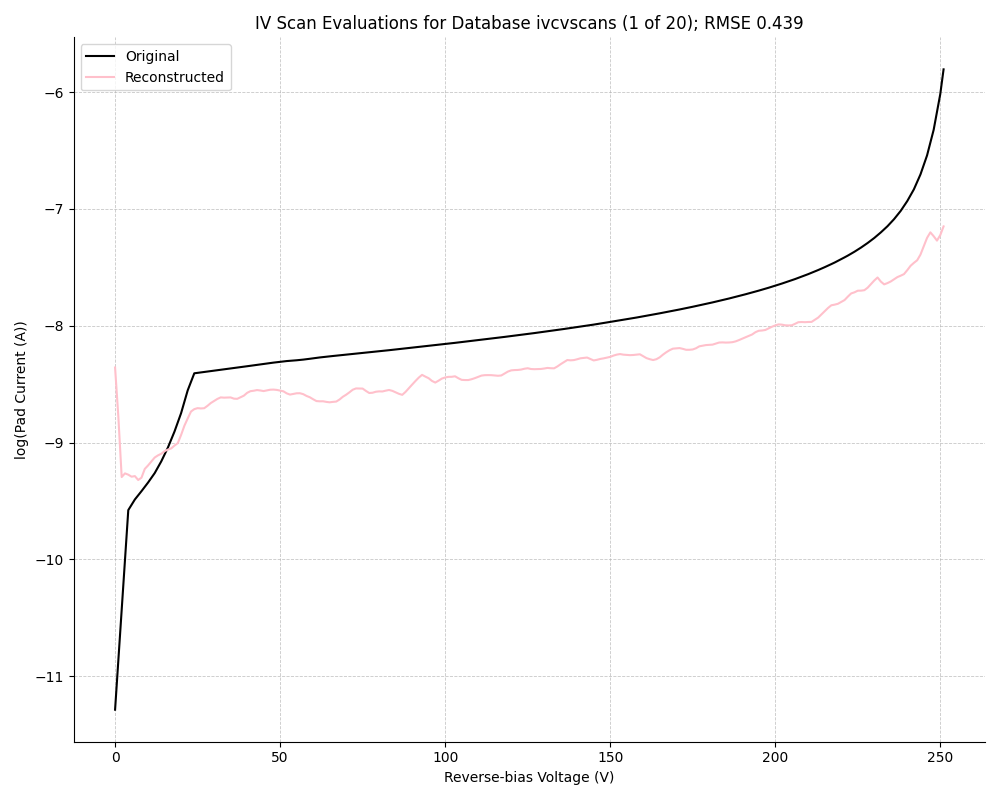 IV Scan Evaluations for Database ivcvscans (1 of 20); RMSE 0.439
Original
Reconstructed
log(Pad Current (A))
−6
−7
−8
−9
−10
−11
0
50
100
150
200
250
Reverse-bias Voltage (V)